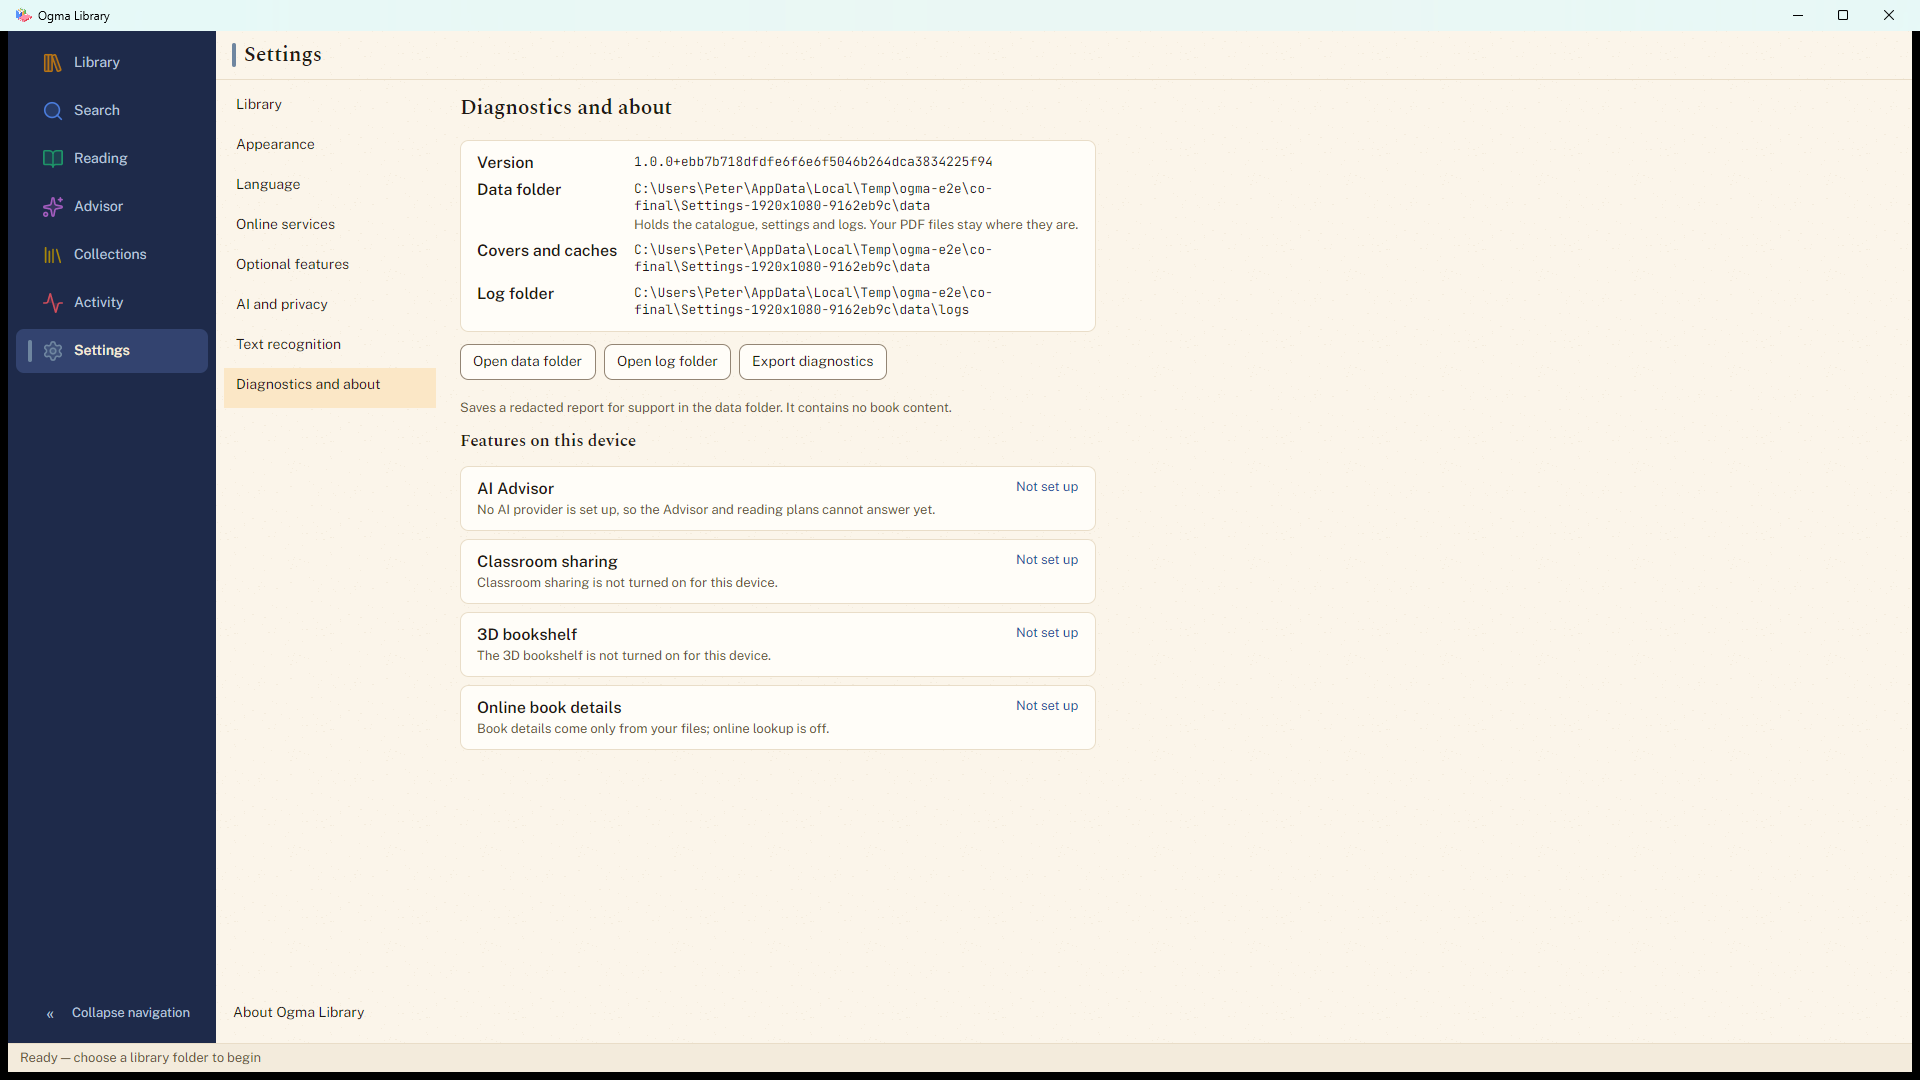 Ogma Library
Library
Search
Reading
Advisor
Collections
Activity
Settings
« Collapse navigation
Settings
Library
Appearance
Language
Online services
Optional features
AI and privacy
Text recognition
Diagnostics and about
About Ogma Library
Diagnostics and about
Version 1.0.0+ebb7b718dfdfe6f6e6f5046b264dca3834225f94
Data folder C:\Users\Peter\AppData\Local\Temp\ogma-e2e\co-
final\Settings-1920x1080-9162eb9c\data
Holds the catalogue, settings and logs. Your PDF files stay where they are.
Covers and caches C:\Users\Peter\AppData\Local\Temp\ogma-e2e\co-
final\Settings-1920x1080-9162eb9c\data
Log folder C:\Users\Peter\AppData\Local\Temp\ogma-e2e\co-
final\Settings-1920x1080-9162eb9c\data\logs
Open data folder Open log folder Export diagnostics
Saves a redacted report for support in the data folder. It contains no book content.
Features on this device
AI Advisor Not set up
No AI provider is set up, so the Advisor and reading plans cannot answer yet.
Classroom sharing Not set up
Classroom sharing is not turned on for this device.
3D bookshelf Not set up
The 3D bookshelf is not turned on for this device.
Online book details Not set up
Book details come only from your files; online lookup is off.
Ready — choose a library folder to begin